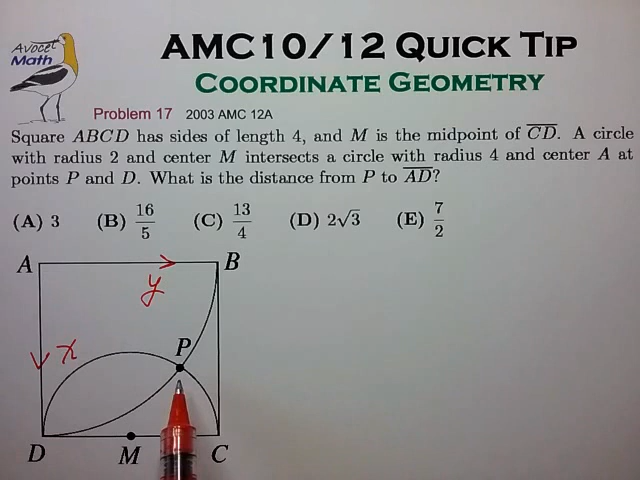 Avocet
Math
AMC10/12 QUICK TIP
COORDINATE GEOMETRY
Problem 17 2003 AMC 12A
Square ABCD has sides of length 4, and M is the midpoint of \overline{CD}. A circle
with radius 2 and center M intersects a circle with radius 4 and center A at
points P and D. What is the distance from P to \overline{AD}?
(A) 3 (B) 16/5 (C) 13/4 (D) 2√3 (E) 7/2
A B
y
x
P
D M C